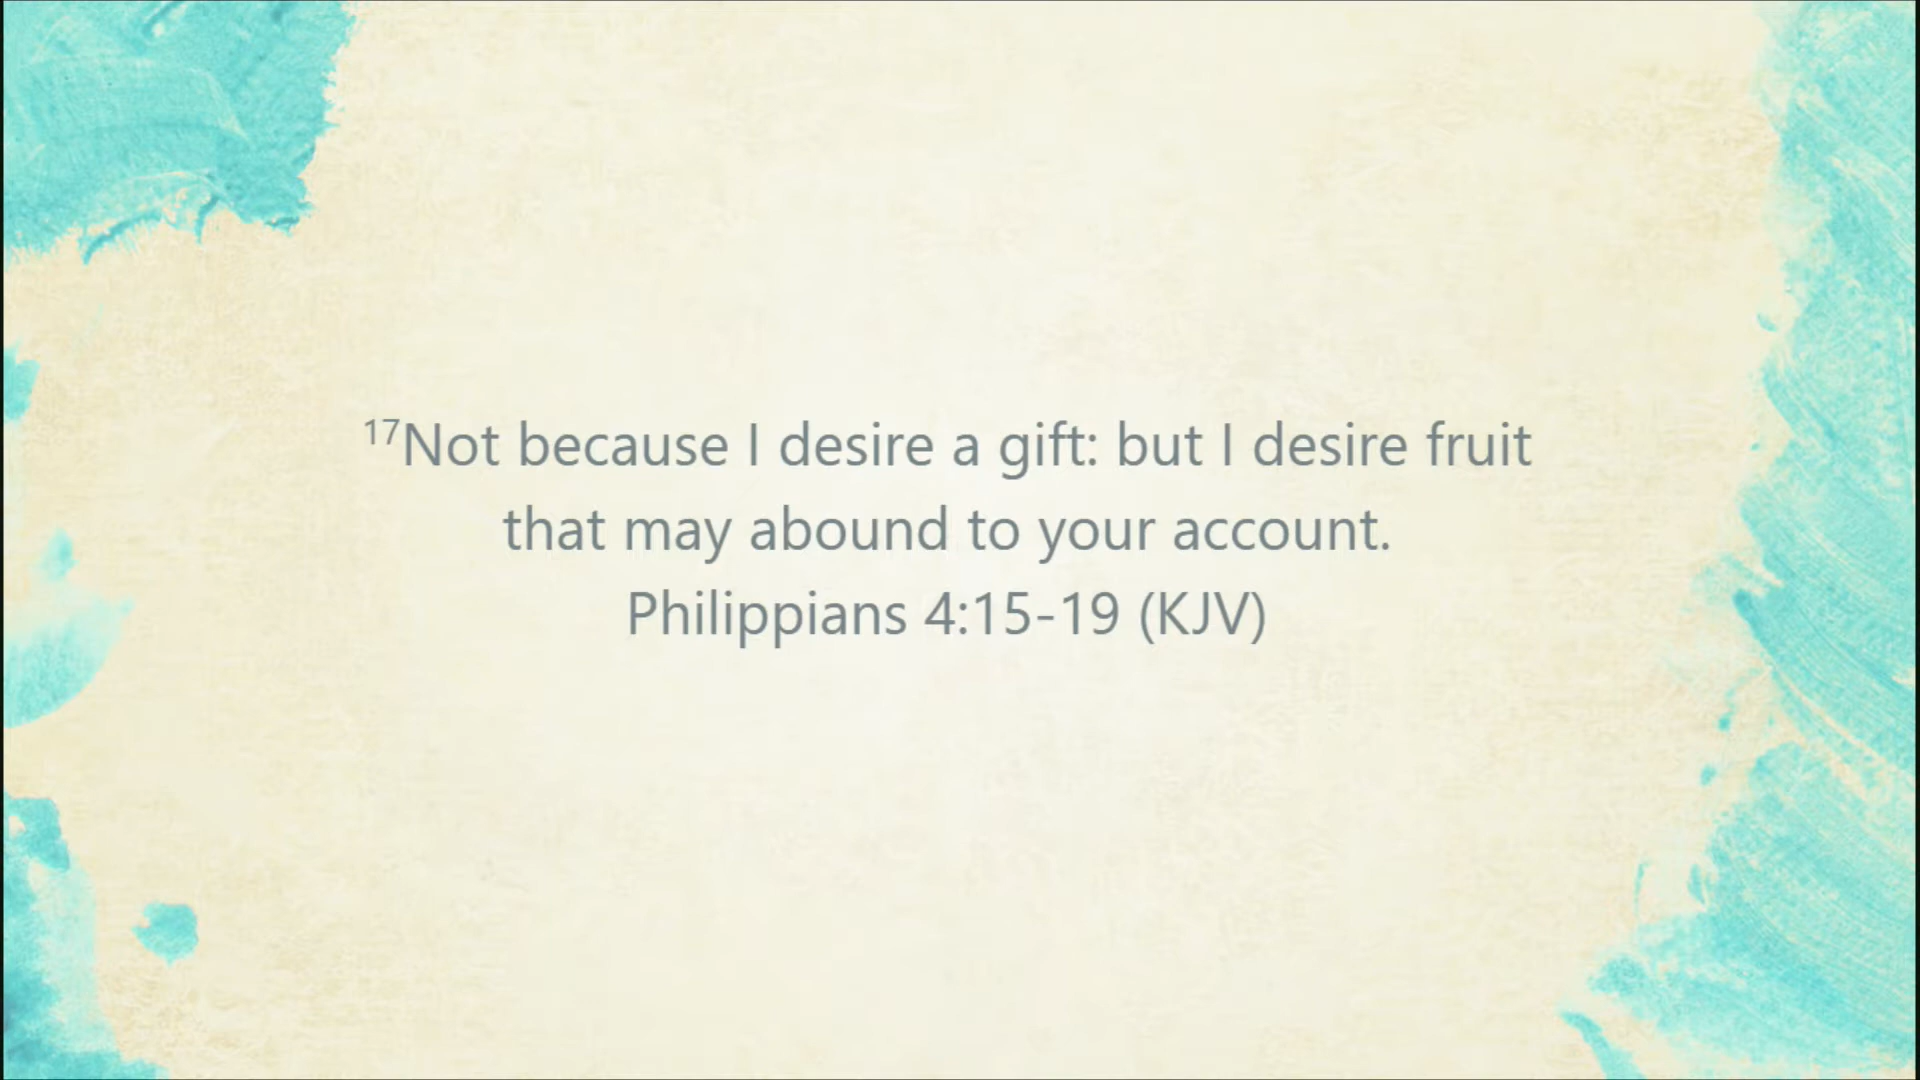 ¹⁷Not because I desire a gift: but I desire fruit
that may abound to your account.
Philippians 4:15-19 (KJV)